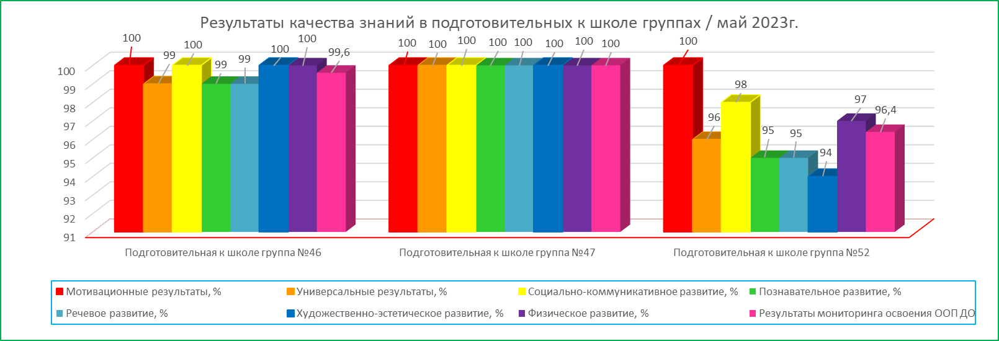 Результаты качества знаний в подготовительных к школе группах / май 2023г.
100 99 100 99 99 100 100 99,6
100 100 100 100 100 100 100 100
100 96 98 95 95 94 97 96,4
100
99
98
97
96
95
94
93
92
91
Подготовительная к школе группа №46
Подготовительная к школе группа №47
Подготовительная к школе группа №52
Мотивационные результаты, %
Универсальные результаты, %
Социально-коммуникативное развитие, %
Познавательное развитие, %
Речевое развитие, %
Художественно-эстетическое развитие, %
Физическое развитие, %
Результаты мониторинга освоения ООП ДО